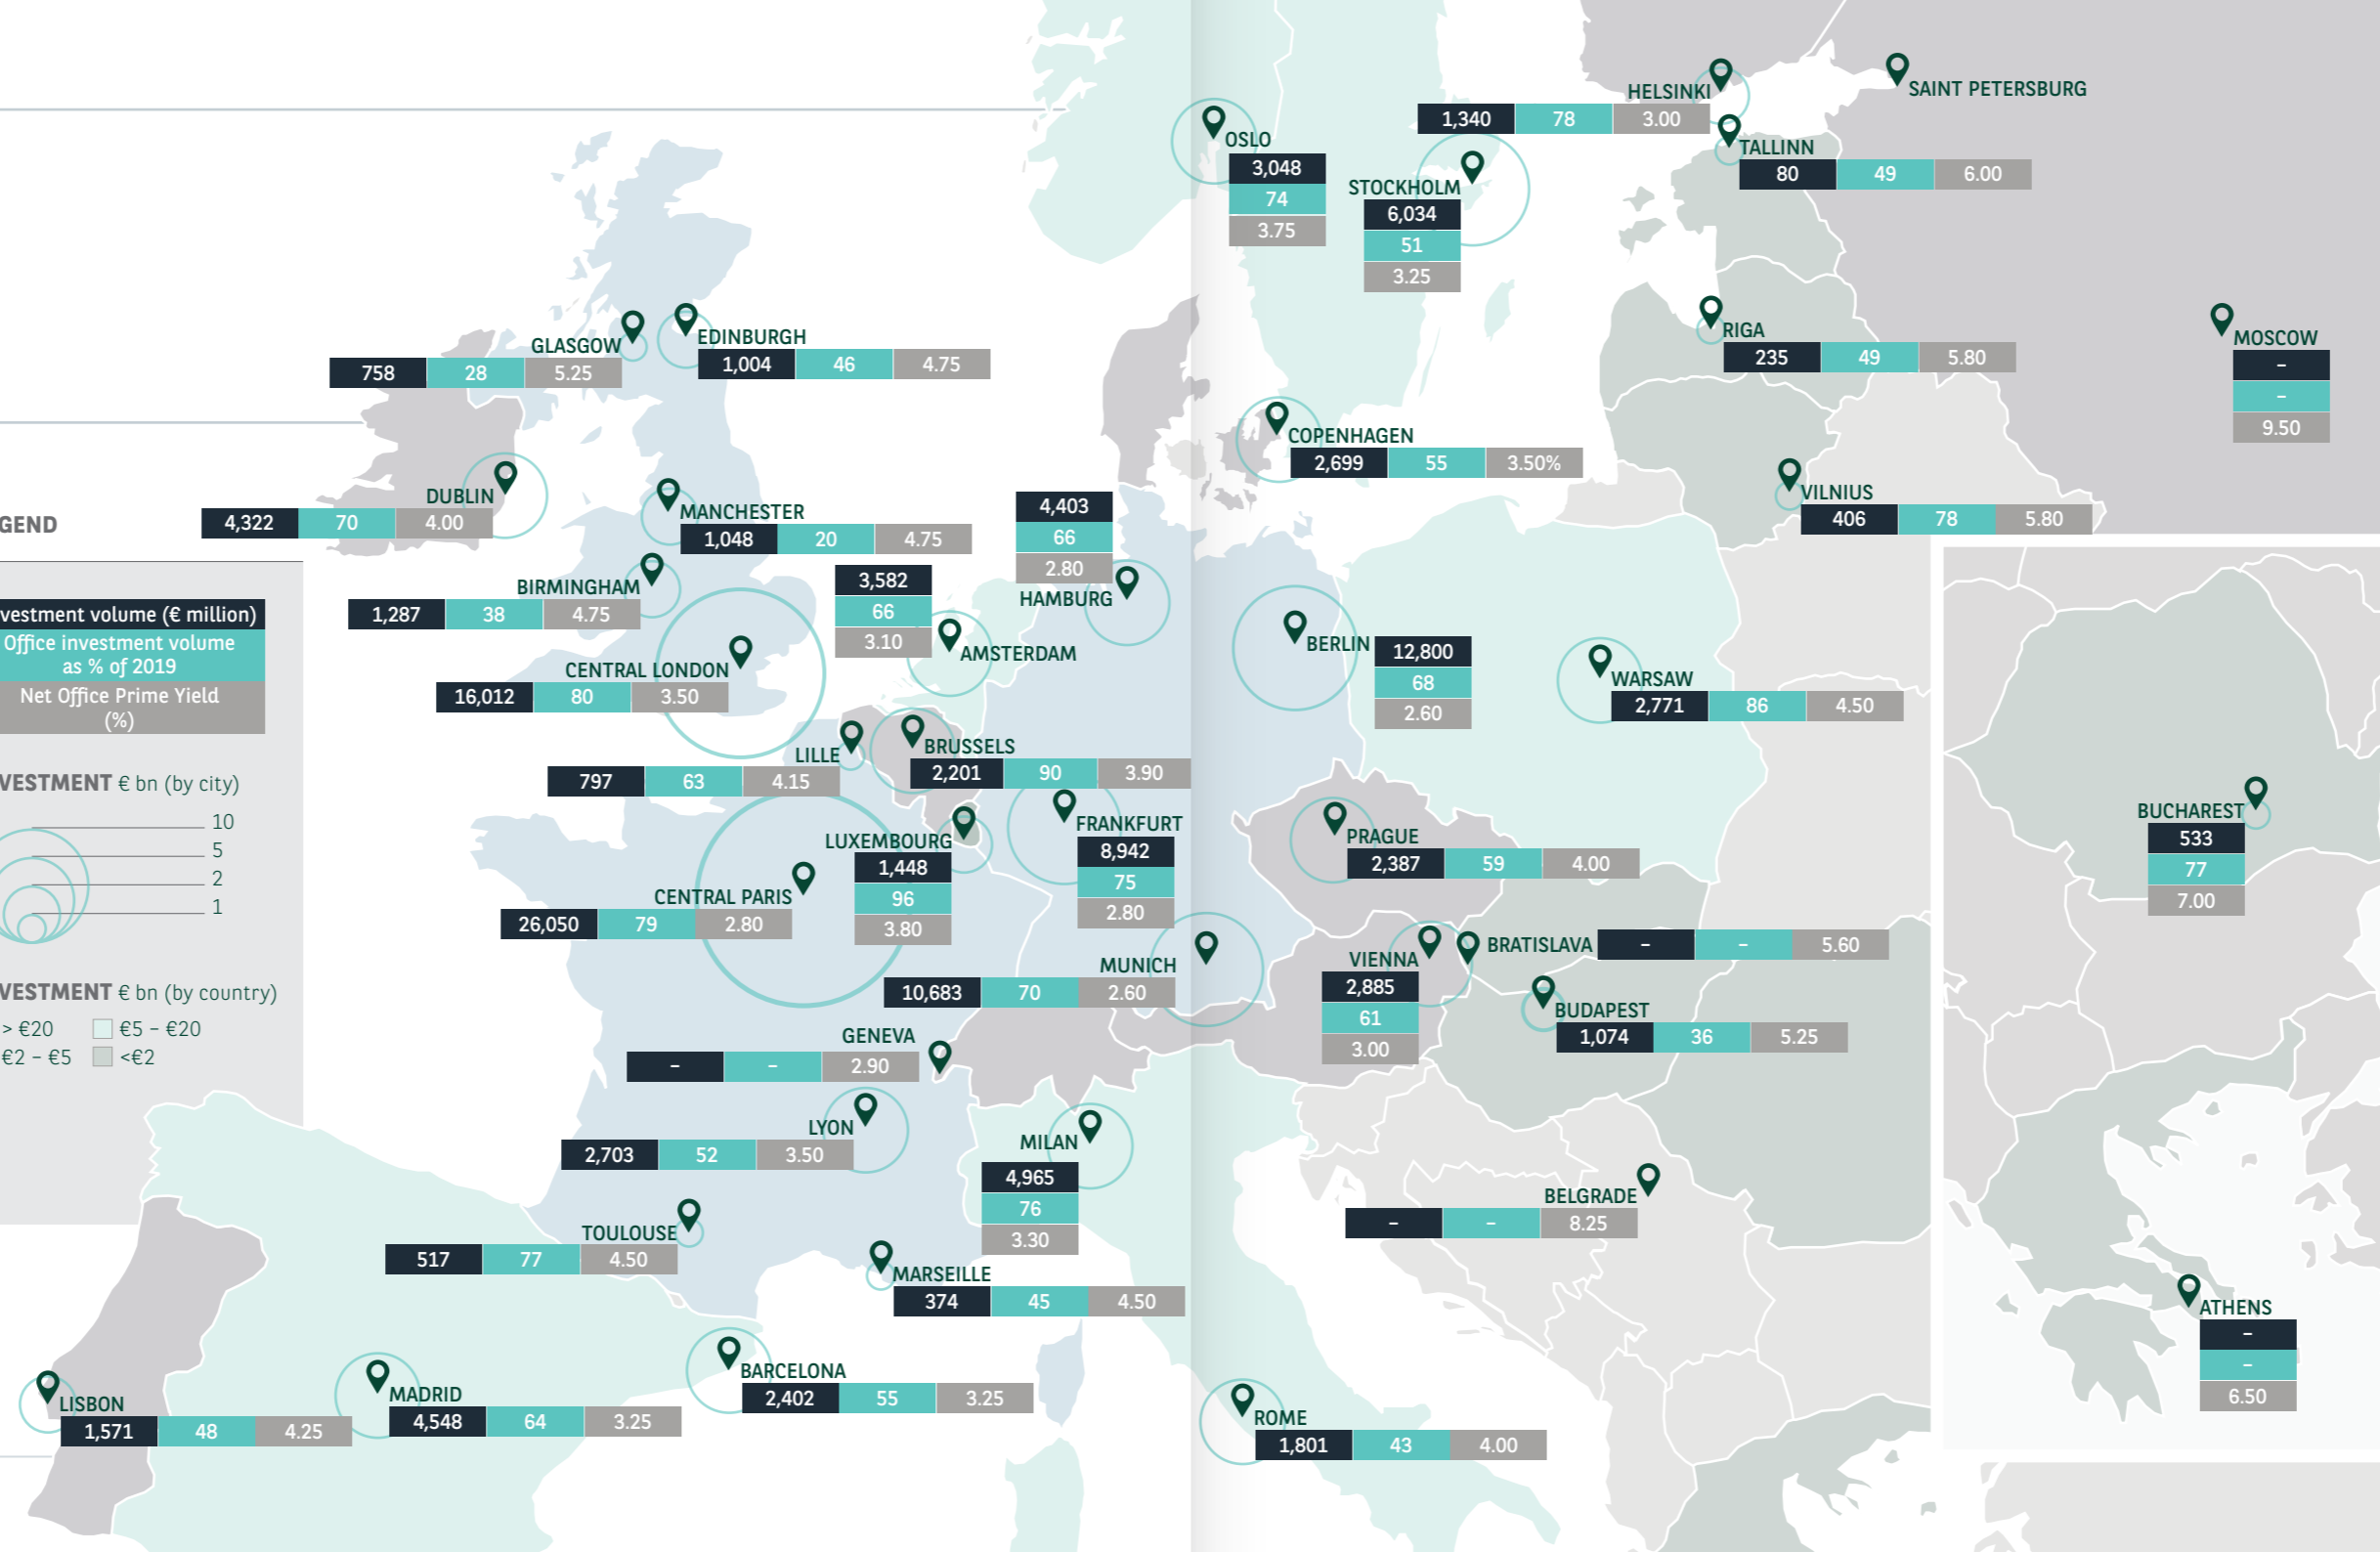 HELSINKI
1,340 78 3.00
SAINT PETERSBURG
OSLO
3,048
74
3.75
TALLINN
80 49 6.00
STOCKHOLM
6,034
51
3.25
GLASGOW
758 28 5.25
EDINBURGH
1,004 46 4.75
RIGA
235 49 5.80
MOSCOW
–
–
9.50
COPENHAGEN
2,699 55 3.50%
DUBLIN
4,322 70 4.00
MANCHESTER
1,048 20 4.75
VILNIUS
406 78 5.80
4,403
66
2.80
HAMBURG
BIRMINGHAM
1,287 38 4.75
3,582
66
3.10
AMSTERDAM
CENTRAL LONDON
16,012 80 3.50
BERLIN
12,800
68
2.60
WARSAW
2,771 86 4.50
GEND
vestment volume (€ million)
Office investment volume
as % of 2019
Net Office Prime Yield
(%)
VESTMENT € bn (by city)
10
5
2
1
VESTMENT € bn (by country)
> €20 €5 – €20
€2 – €5 <€2
LILLE
797 63 4.15
BRUSSELS
2,201 90 3.90
LUXEMBOURG
1,448
96
3.80
FRANKFURT
8,942
75
2.80
PRAGUE
2,387 59 4.00
BUCHAREST
533
77
7.00
CENTRAL PARIS
26,050 79 2.80
MUNICH
10,683 70 2.60
VIENNA
2,885
61
3.00
BRATISLAVA – – 5.60
BUDAPEST
1,074 36 5.25
GENEVA
– – 2.90
LYON
2,703 52 3.50
MILAN
4,965
76
3.30
BELGRADE
– – 8.25
TOULOUSE
517 77 4.50
MARSEILLE
374 45 4.50
ATHENS
–
–
6.50
BARCELONA
2,402 55 3.25
LISBON
1,571 48 4.25
MADRID
4,548 64 3.25
ROME
1,801 43 4.00